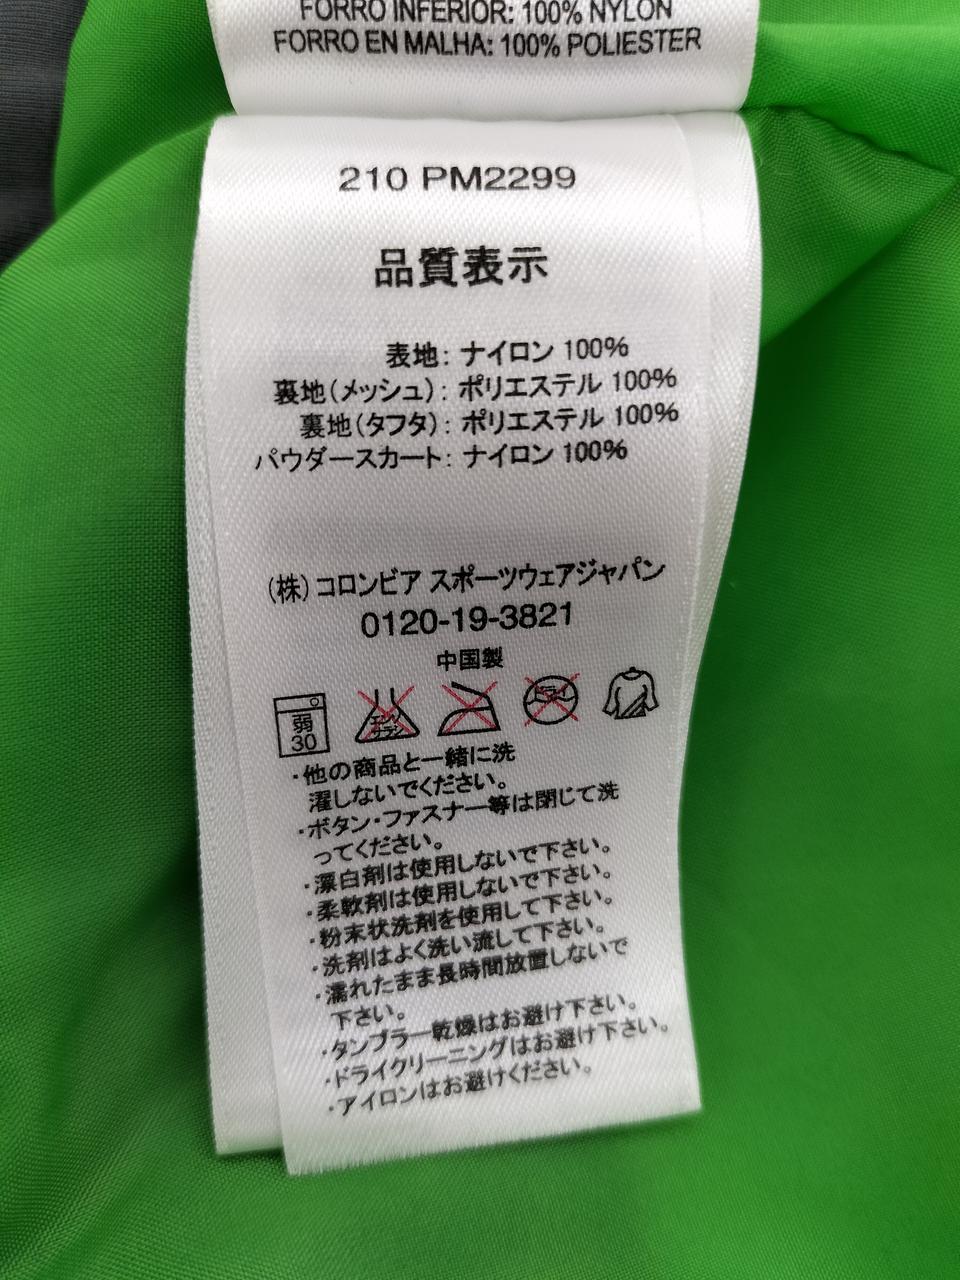 FORRO INFERIOR: 100% NYLON
FORRO EN MALHA: 100% POLIESTER
210 PM2299
品質表示
表地: ナイロン 100%
裏地(メッシュ): ポリエステル 100%
裏地(タフタ): ポリエステル 100%
パウダースカート: ナイロン 100%
(株)コロンビア スポーツウェアジャパン
0120-19-3821
中国製
弱
30
エンソ
サラシ
ドライ
・他の商品と一緒に洗
濯しないでください。
・ボタン・ファスナー等は閉じて洗
ってください。
・漂白剤は使用しないで下さい。
・柔軟剤は使用しないで下さい。
・粉末状洗剤を使用して下さい。
・洗剤はよく洗い流して下さい。
・濡れたまま長時間放置しないで
下さい。
・タンブラー乾燥はお避け下さい。
・ドライクリーニングはお避け下さい。
・アイロンはお避けください。